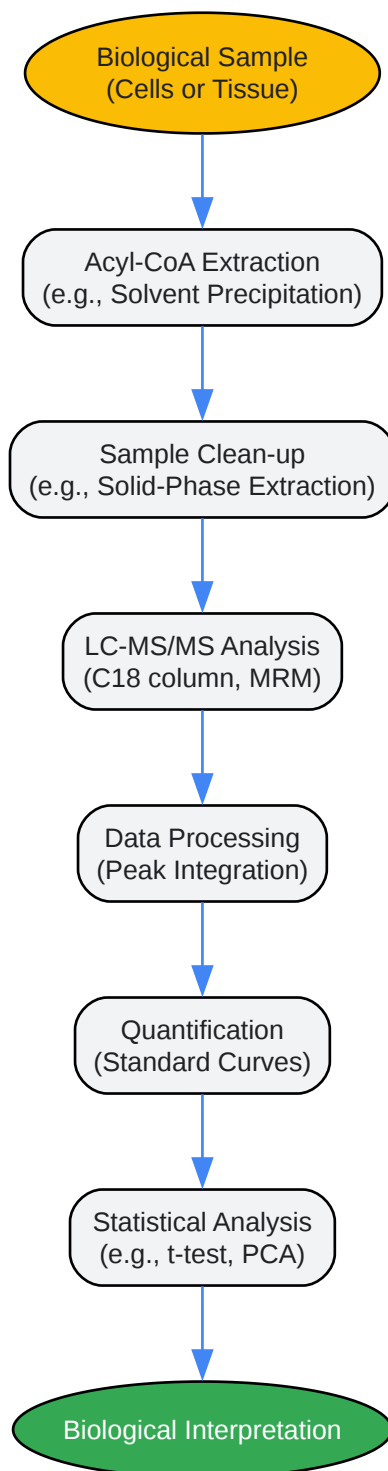 Biological Sample
(Cells or Tissue)
Acyl-CoA Extraction
(e.g., Solvent Precipitation)
Sample Clean-up
(e.g., Solid-Phase Extraction)
LC-MS/MS Analysis
(C18 column, MRM)
Data Processing
(Peak Integration)
Quantification
(Standard Curves)
Statistical Analysis
(e.g., t-test, PCA)
Biological Interpretation